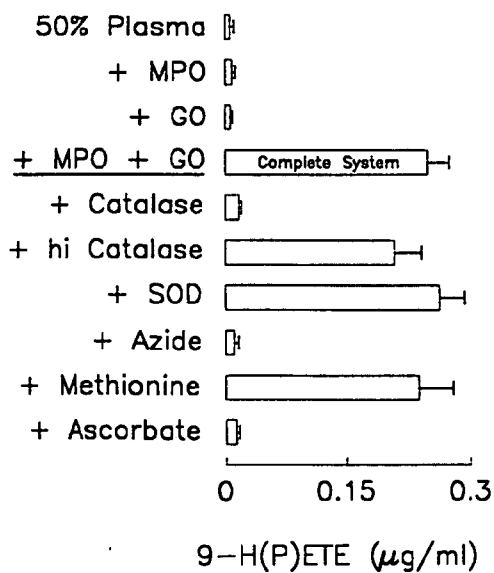 50% Plasma
+ MPO
+ GO
+ MPO + GO
Complete System
+ Catalase
+ hi Catalase
+ SOD
+ Azide
+ Methionine
+ Ascorbate
0 0.15 0.3
9-H(P)ETE (μg/ml)